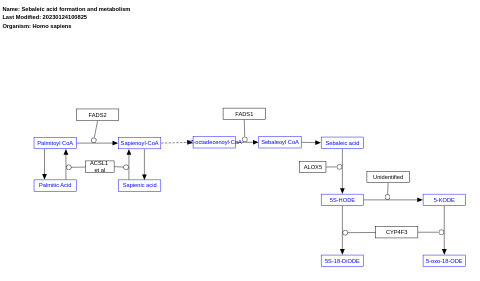 Name: Sebaleic acid formation and metabolism
Last Modified: 20230124100825
Organism: Homo sapiens
FADS2
FADS1
Palmitoyl CoA
Sapienoyl-CoA
octadecenoyl-CoA
Sebaleoyl CoA
Sebaleic acid
ACSL1
et al
ALOX5
Palmitic Acid
Sapienic acid
Unidentified
5S-HODE
5-KODE
CYP4F3
5S-18-DiODE
5-oxo-18-ODE